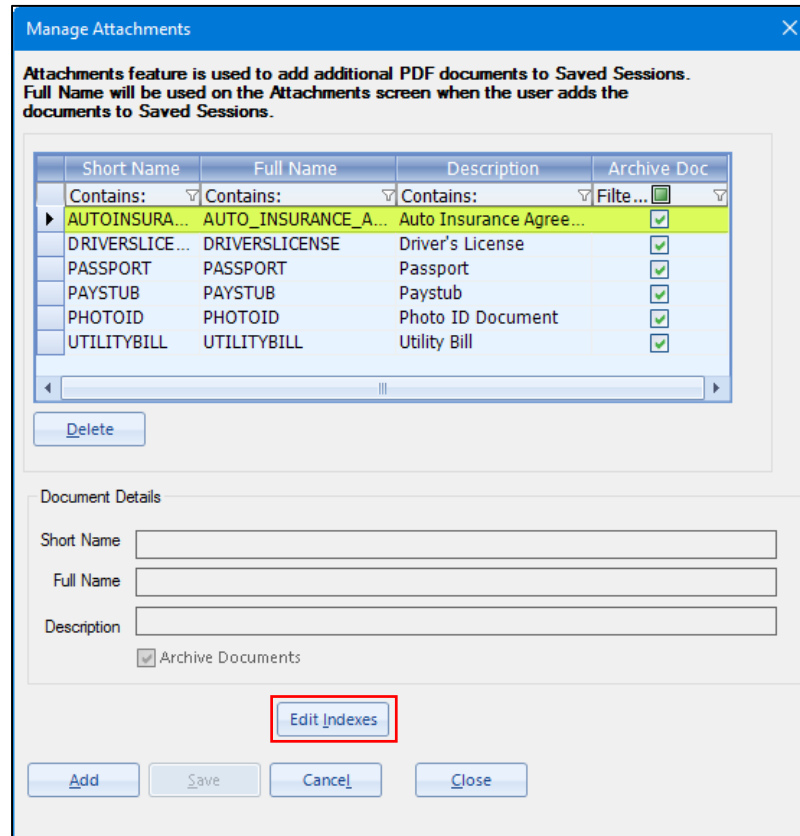 Manage Attachments
Attachments feature is used to add additional PDF documents to Saved Sessions.
Full Name will be used on the Attachments screen when the user adds the
documents to Saved Sessions.
Short Name Full Name Description Archive Doc
Contains: Contains: Contains: Filte...
AUTOINSURA... AUTO_INSURANCE_A... Auto Insurance Agree...
DRIVERSLICE... DRIVERSLICENSE Driver's License
PASSPORT PASSPORT Passport
PAYSTUB PAYSTUB Paystub
PHOTOID PHOTOID Photo ID Document
UTILITYBILL UTILITYBILL Utility Bill
Delete
Document Details
Short Name
Full Name
Description
Archive Documents
Edit Indexes
Add Save Cancel Close